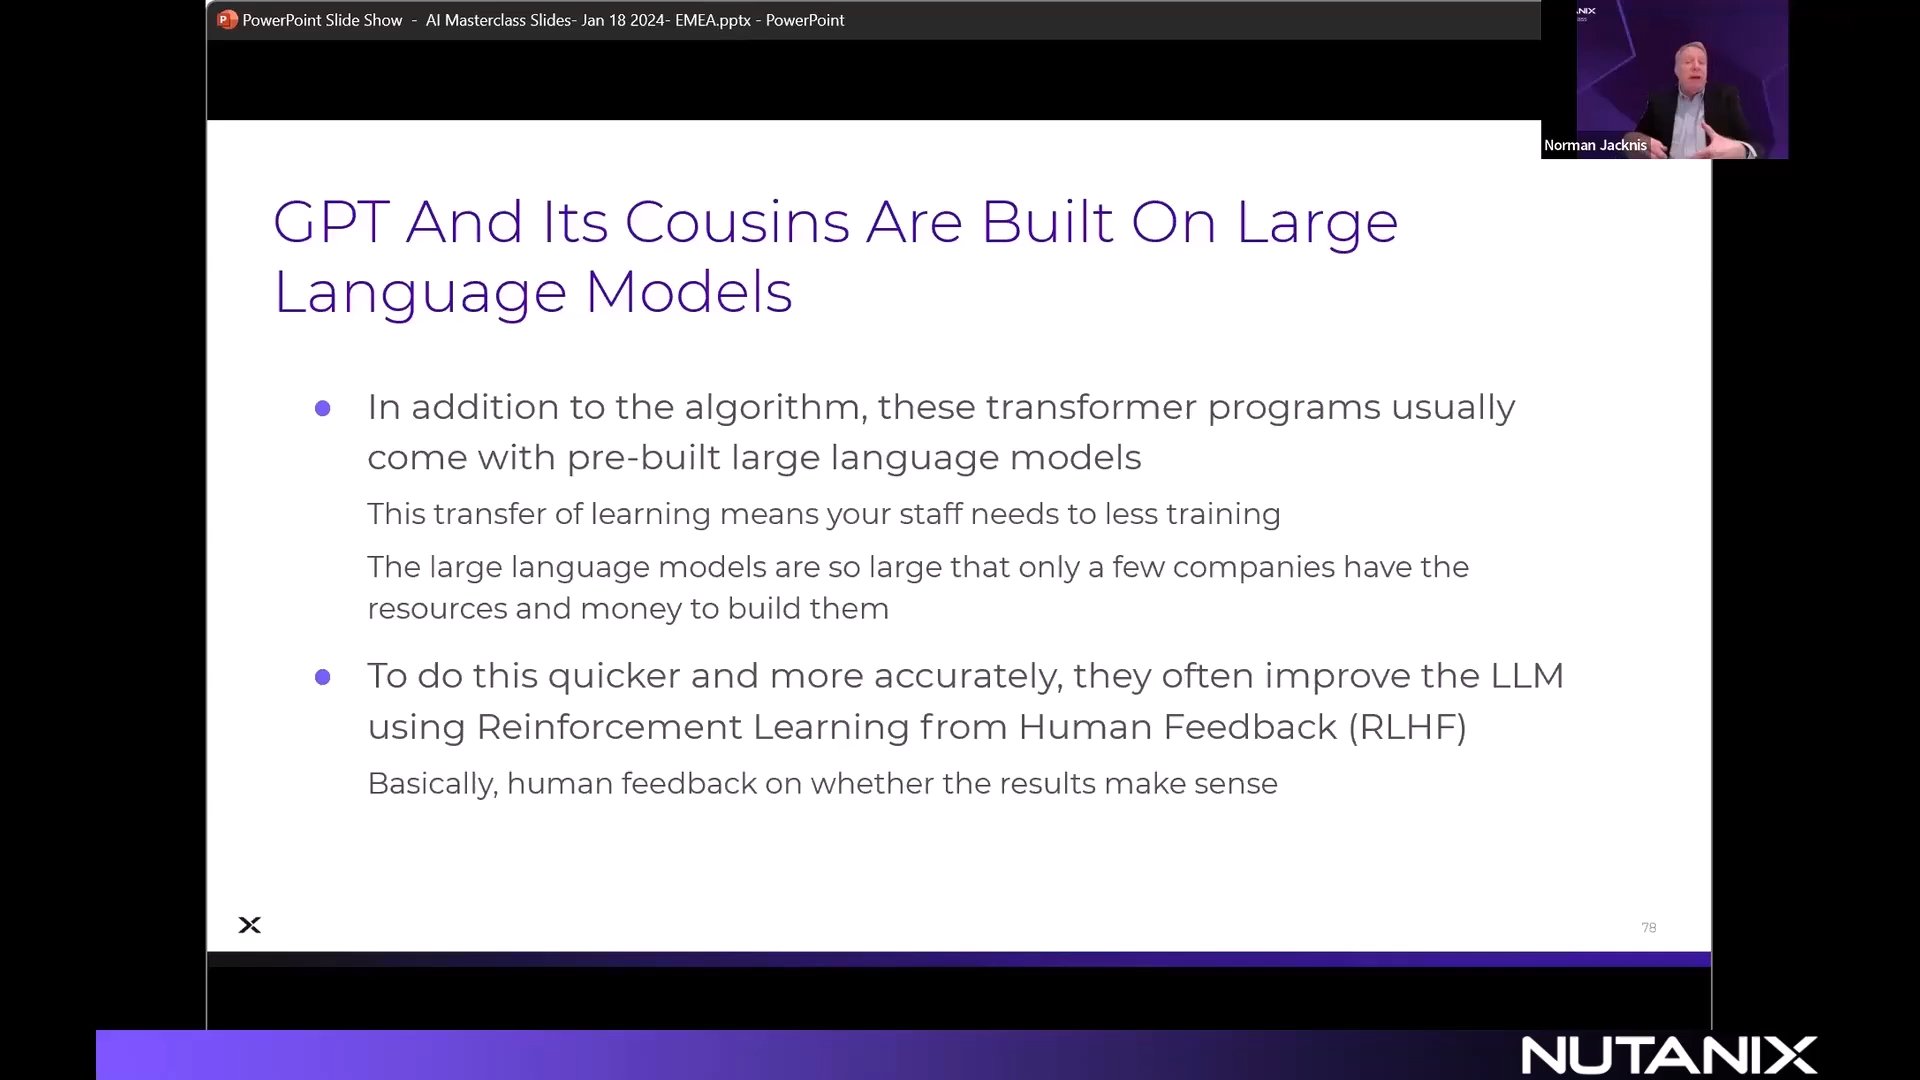 PowerPoint Slide Show - AI Masterclass Slides- Jan 18 2024- EMEA.pptx - PowerPoint
Norman Jacknis
GPT And Its Cousins Are Built On Large
Language Models
In addition to the algorithm, these transformer programs usually
come with pre-built large language models
This transfer of learning means your staff needs to less training
The large language models are so large that only a few companies have the
resources and money to build them
To do this quicker and more accurately, they often improve the LLM
using Reinforcement Learning from Human Feedback (RLHF)
Basically, human feedback on whether the results make sense
78
NUTANIX